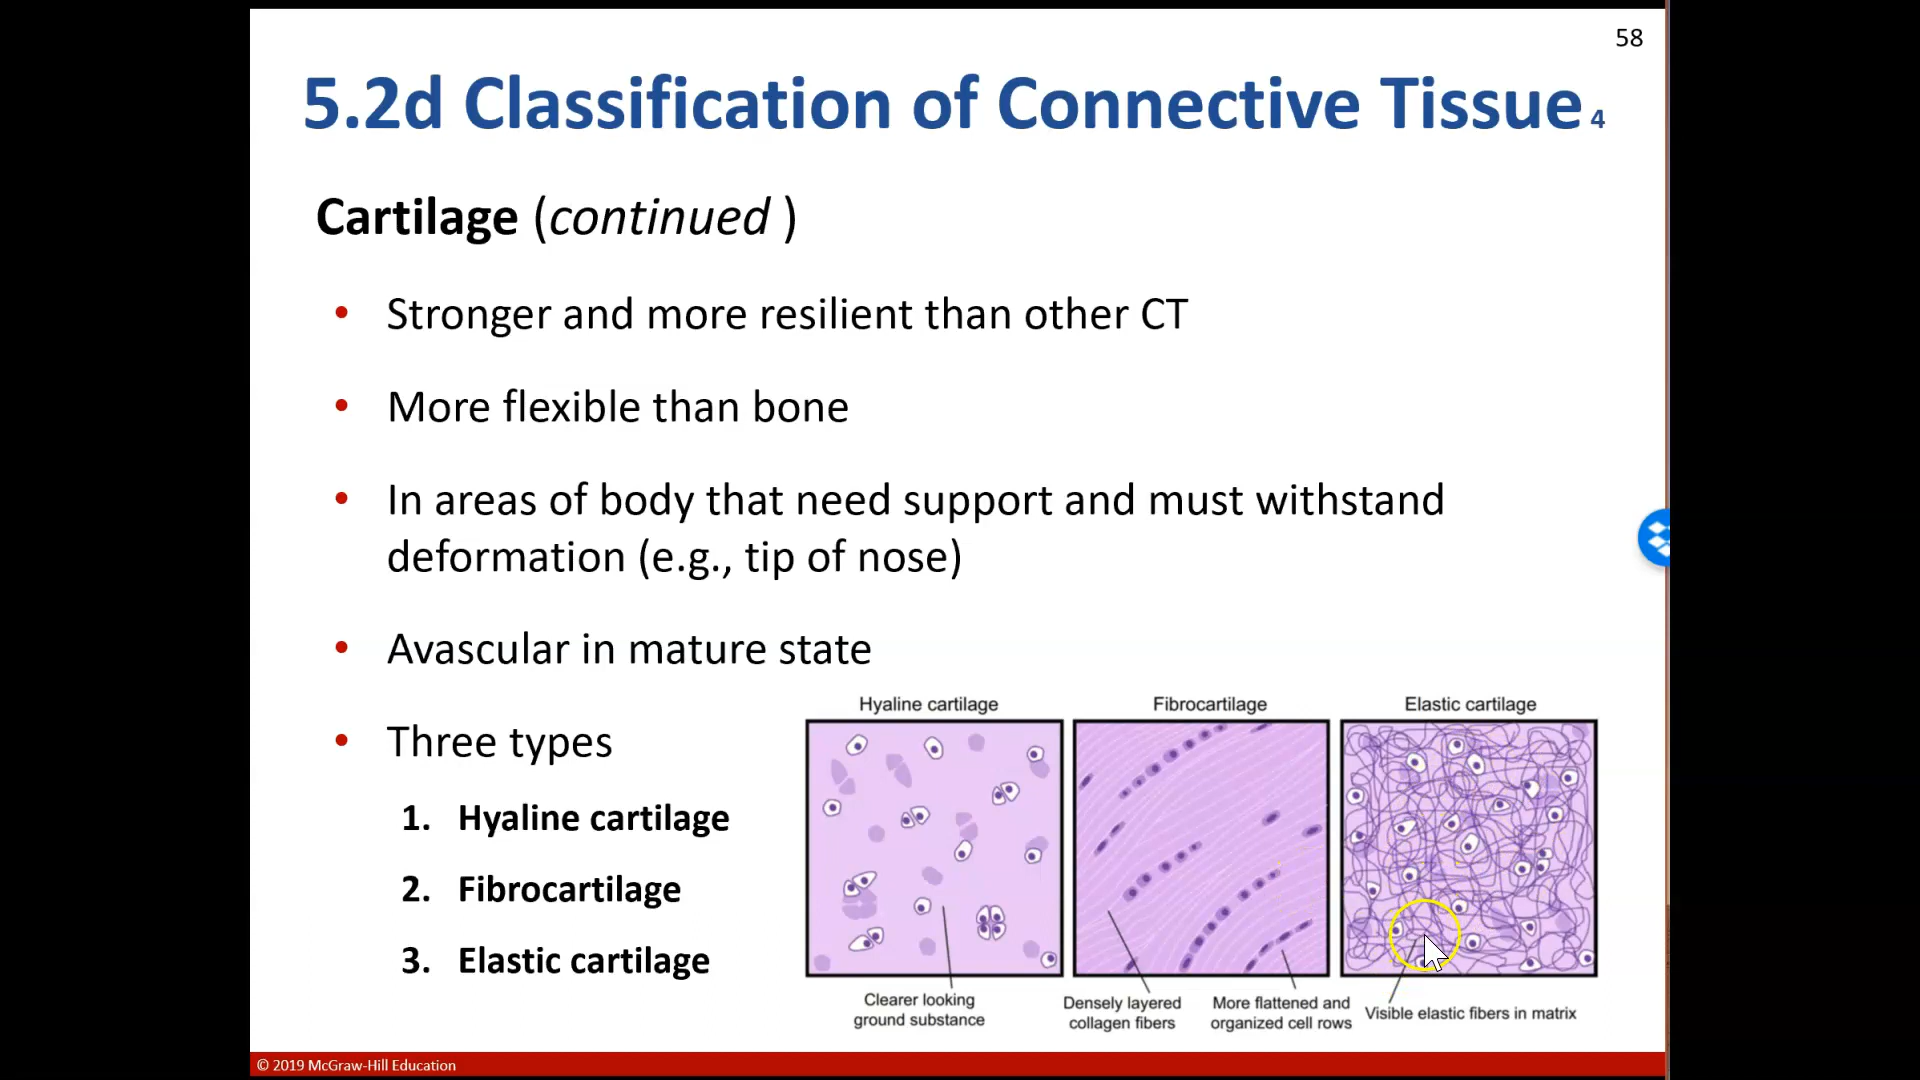 58
5.2d Classification of Connective Tissue 4
Cartilage (continued )
• Stronger and more resilient than other CT
• More flexible than bone
• In areas of body that need support and must withstand
deformation (e.g., tip of nose)
• Avascular in mature state
• Three types
1. Hyaline cartilage
2. Fibrocartilage
3. Elastic cartilage
Hyaline cartilage
Clearer looking
ground substance
Fibrocartilage
Densely layered
collagen fibers
More flattened and
organized cell rows
Elastic cartilage
Visible elastic fibers in matrix
© 2019 McGraw-Hill Education